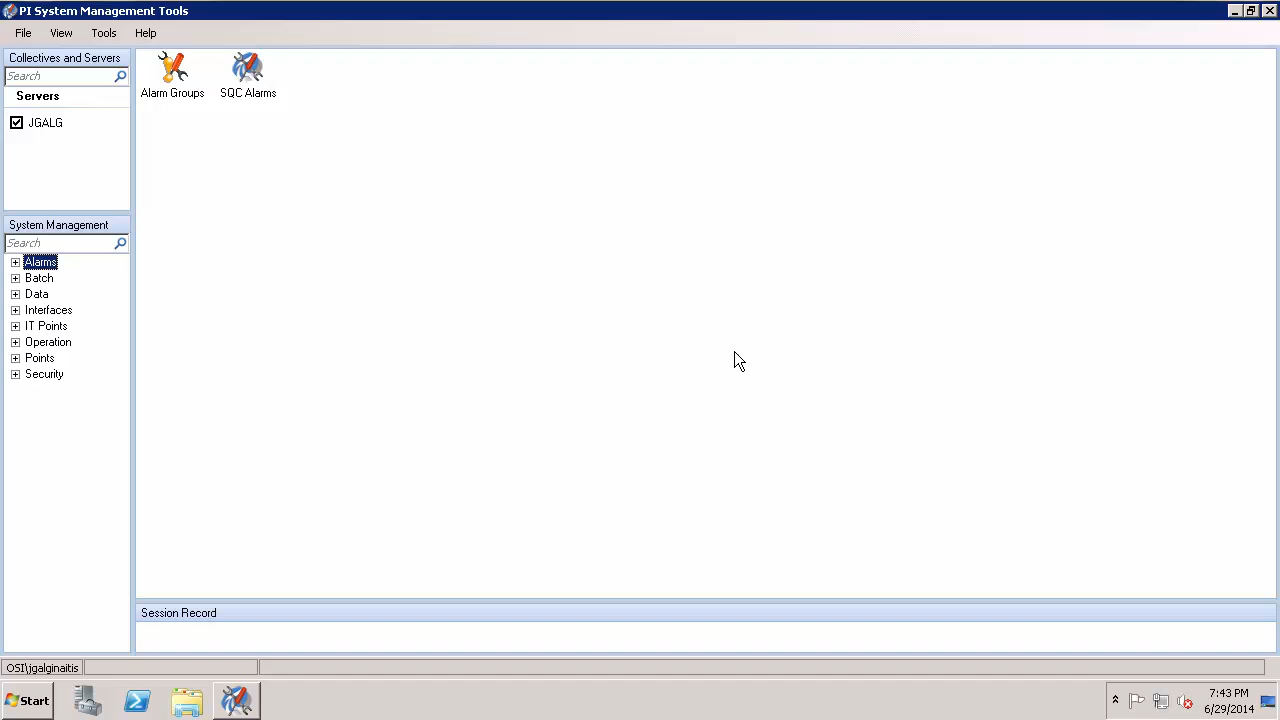 PI System Management Tools
File View Tools Help
Collectives and Servers
Search
Servers
JGALG
System Management
Search
Alarms
Batch
Data
Interfaces
IT Points
Operation
Points
Security
Alarm Groups SQC Alarms
Session Record
OSI\jgalginaitis
Start
7:43 PM
6/29/2014